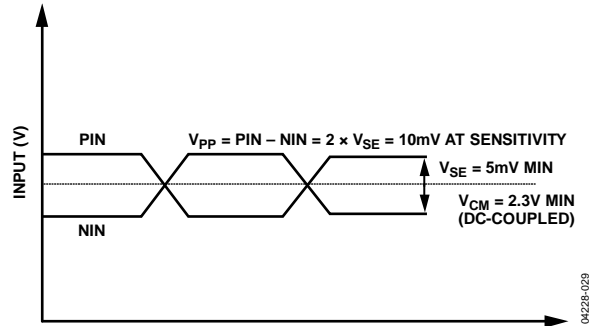 INPUT (V)
PIN
V_PP = PIN – NIN = 2 × V_SE = 10mV AT SENSITIVITY
V_SE = 5mV MIN
V_CM = 2.3V MIN
(DC-COUPLED)
NIN
04228-029